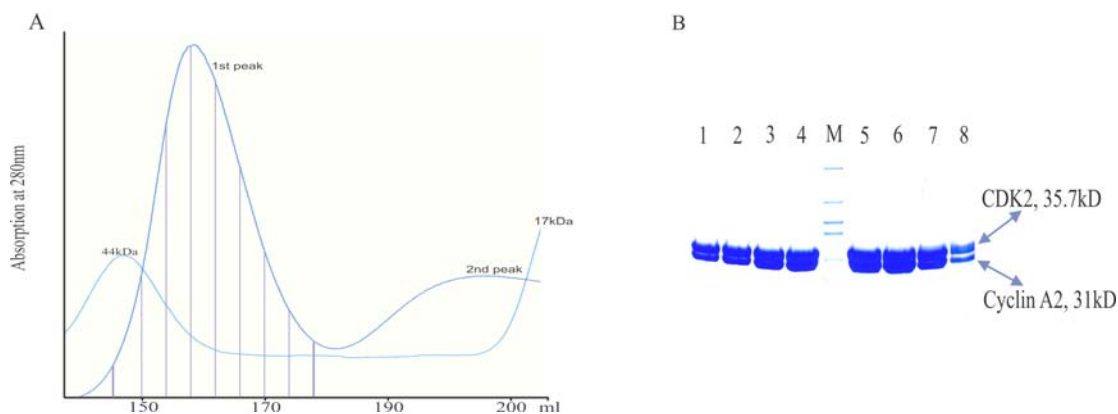 A
1st peak
Absorption at 280nm
44kDa
17kDa
2nd peak
150 170 190 200 ml
B
1 2 3 4 M 5 6 7 8
CDK2, 35.7kD
Cyclin A2, 31kD